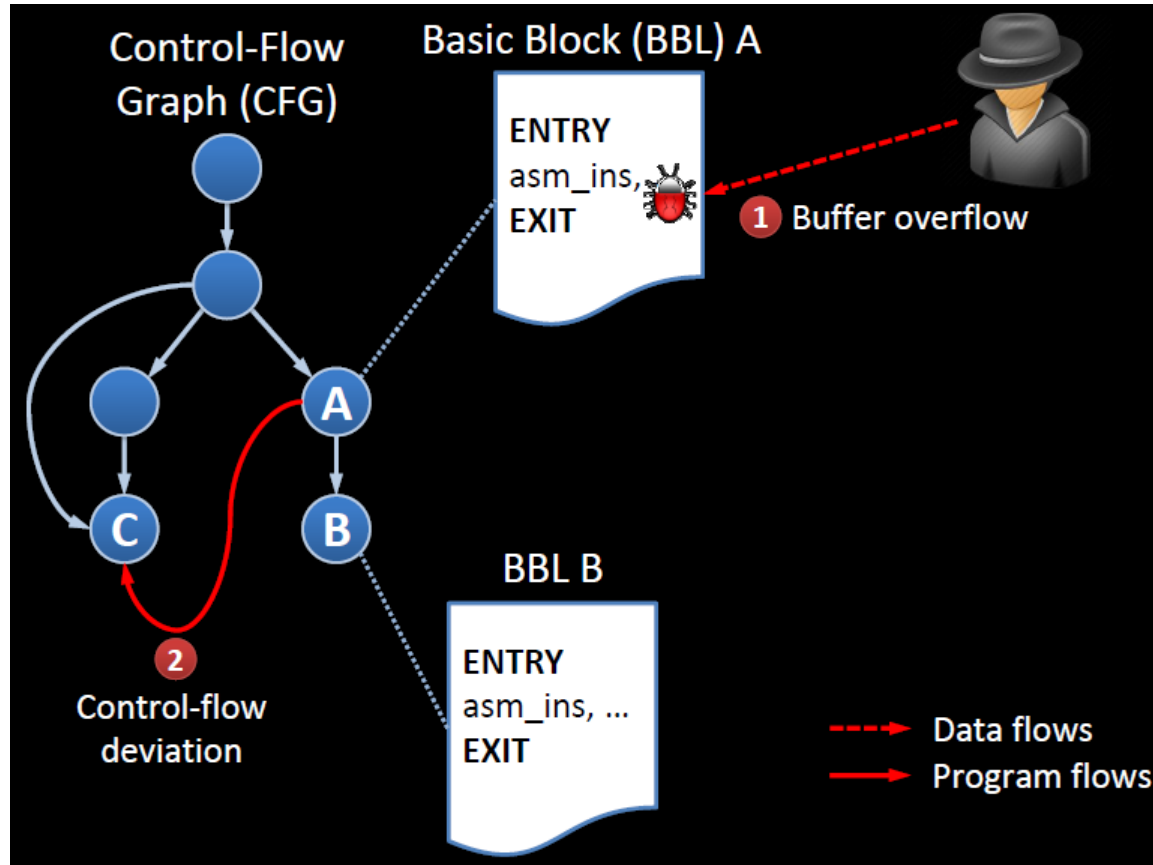 Control-Flow
Graph (CFG)
Basic Block (BBL) A
ENTRY
asm_ins,
EXIT
1 Buffer overflow
A
C
B
2
Control-flow
deviation
BBL B
ENTRY
asm_ins, ...
EXIT
Data flows
Program flows